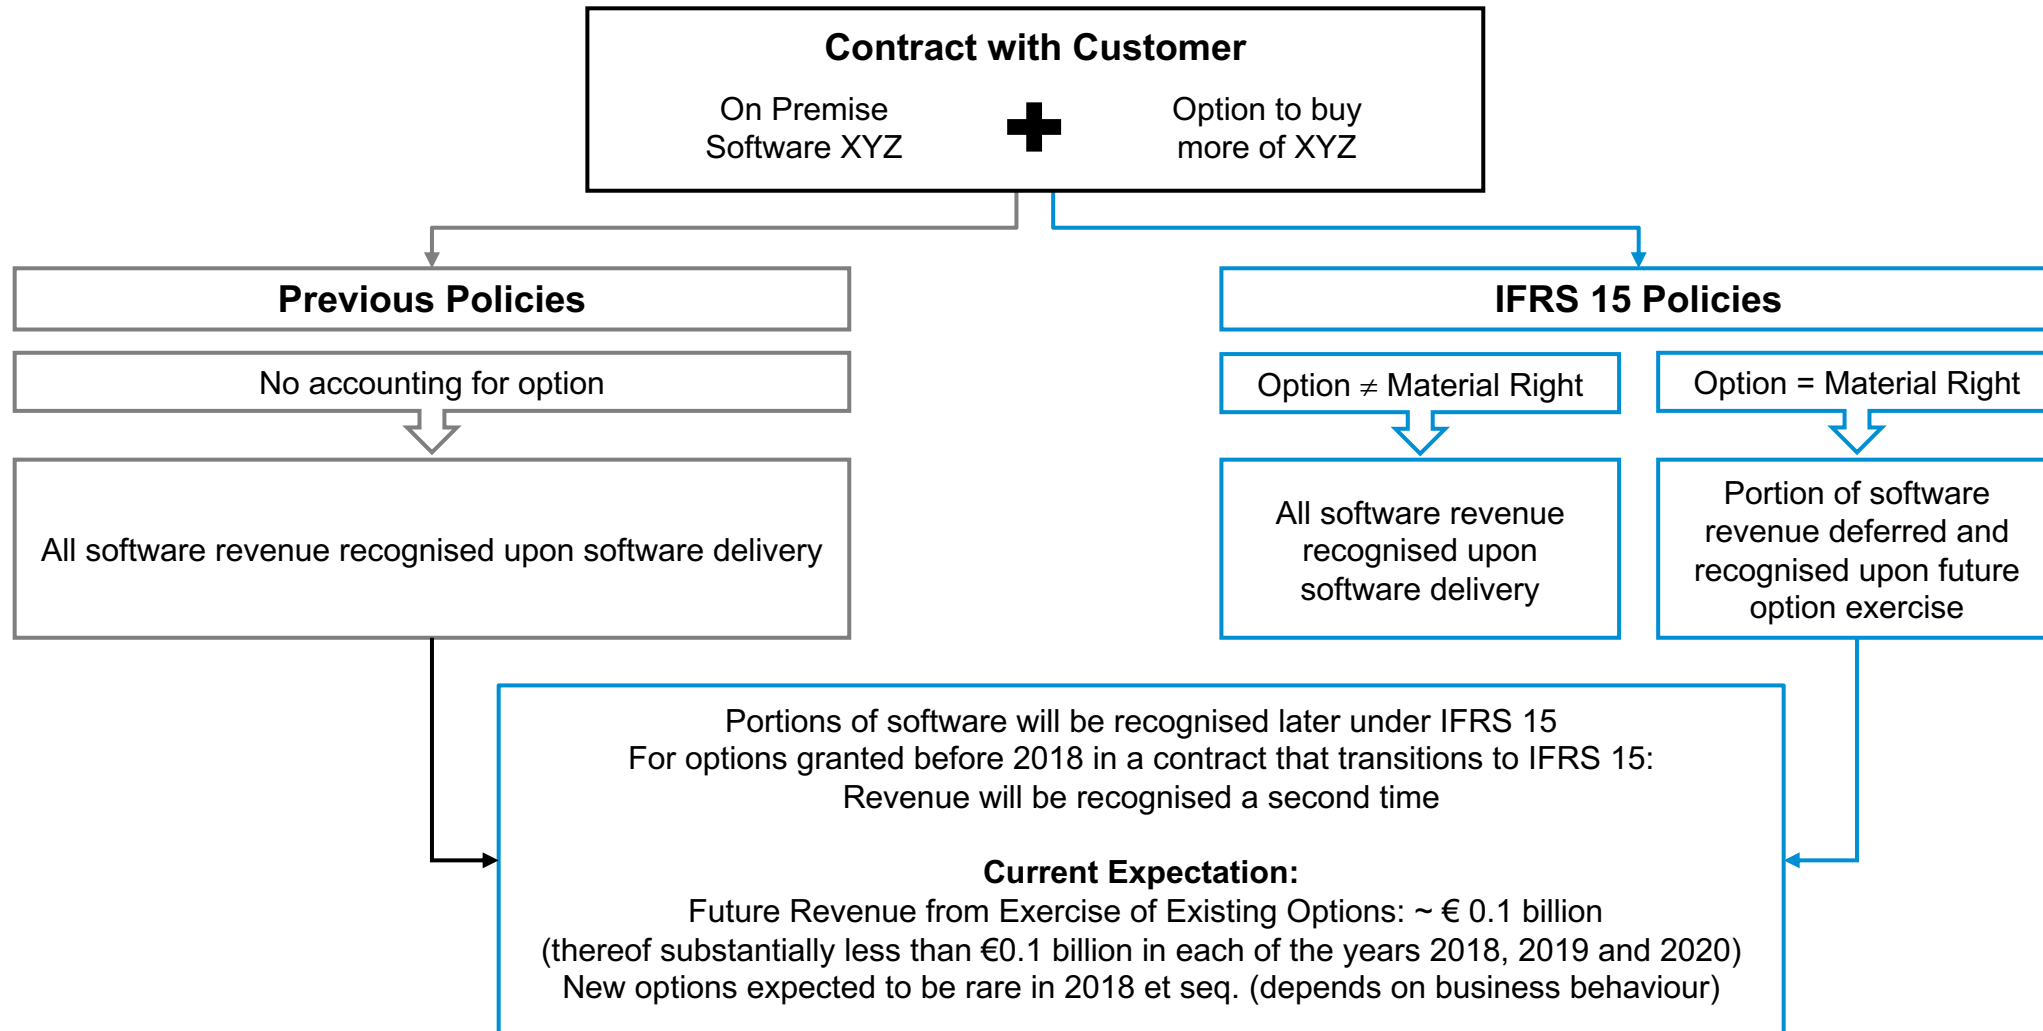 Contract with Customer
On Premise
Software XYZ
Option to buy
more of XYZ
Previous Policies
No accounting for option
All software revenue recognised upon software delivery
IFRS 15 Policies
Option ≠ Material Right
All software revenue
recognised upon
software delivery
Option = Material Right
Portion of software
revenue deferred and
recognised upon future
option exercise
Portions of software will be recognised later under IFRS 15
For options granted before 2018 in a contract that transitions to IFRS 15:
Revenue will be recognised a second time
Current Expectation:
Future Revenue from Exercise of Existing Options: ~ € 0.1 billion
(thereof substantially less than €0.1 billion in each of the years 2018, 2019 and 2020)
New options expected to be rare in 2018 et seq. (depends on business behaviour)